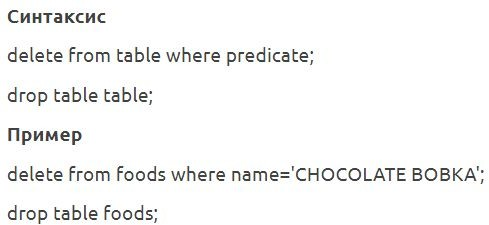 Синтаксис
delete from table where predicate;
drop table table;
Пример
delete from foods where name='CHOCOLATE BOBKA';
drop table foods;